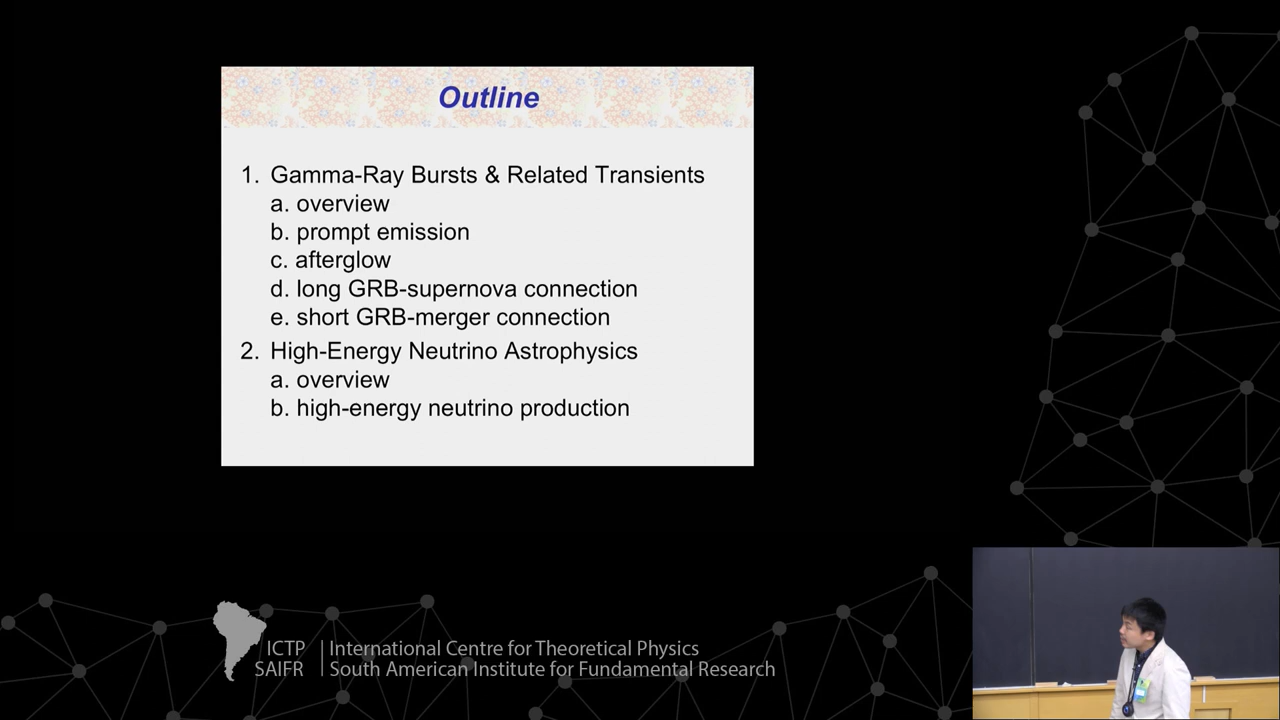 Outline
1. Gamma-Ray Bursts & Related Transients
a. overview
b. prompt emission
c. afterglow
d. long GRB-supernova connection
e. short GRB-merger connection
2. High-Energy Neutrino Astrophysics
a. overview
b. high-energy neutrino production
ICTP | International Centre for Theoretical Physics
SAIFR | South American Institute for Fundamental Research